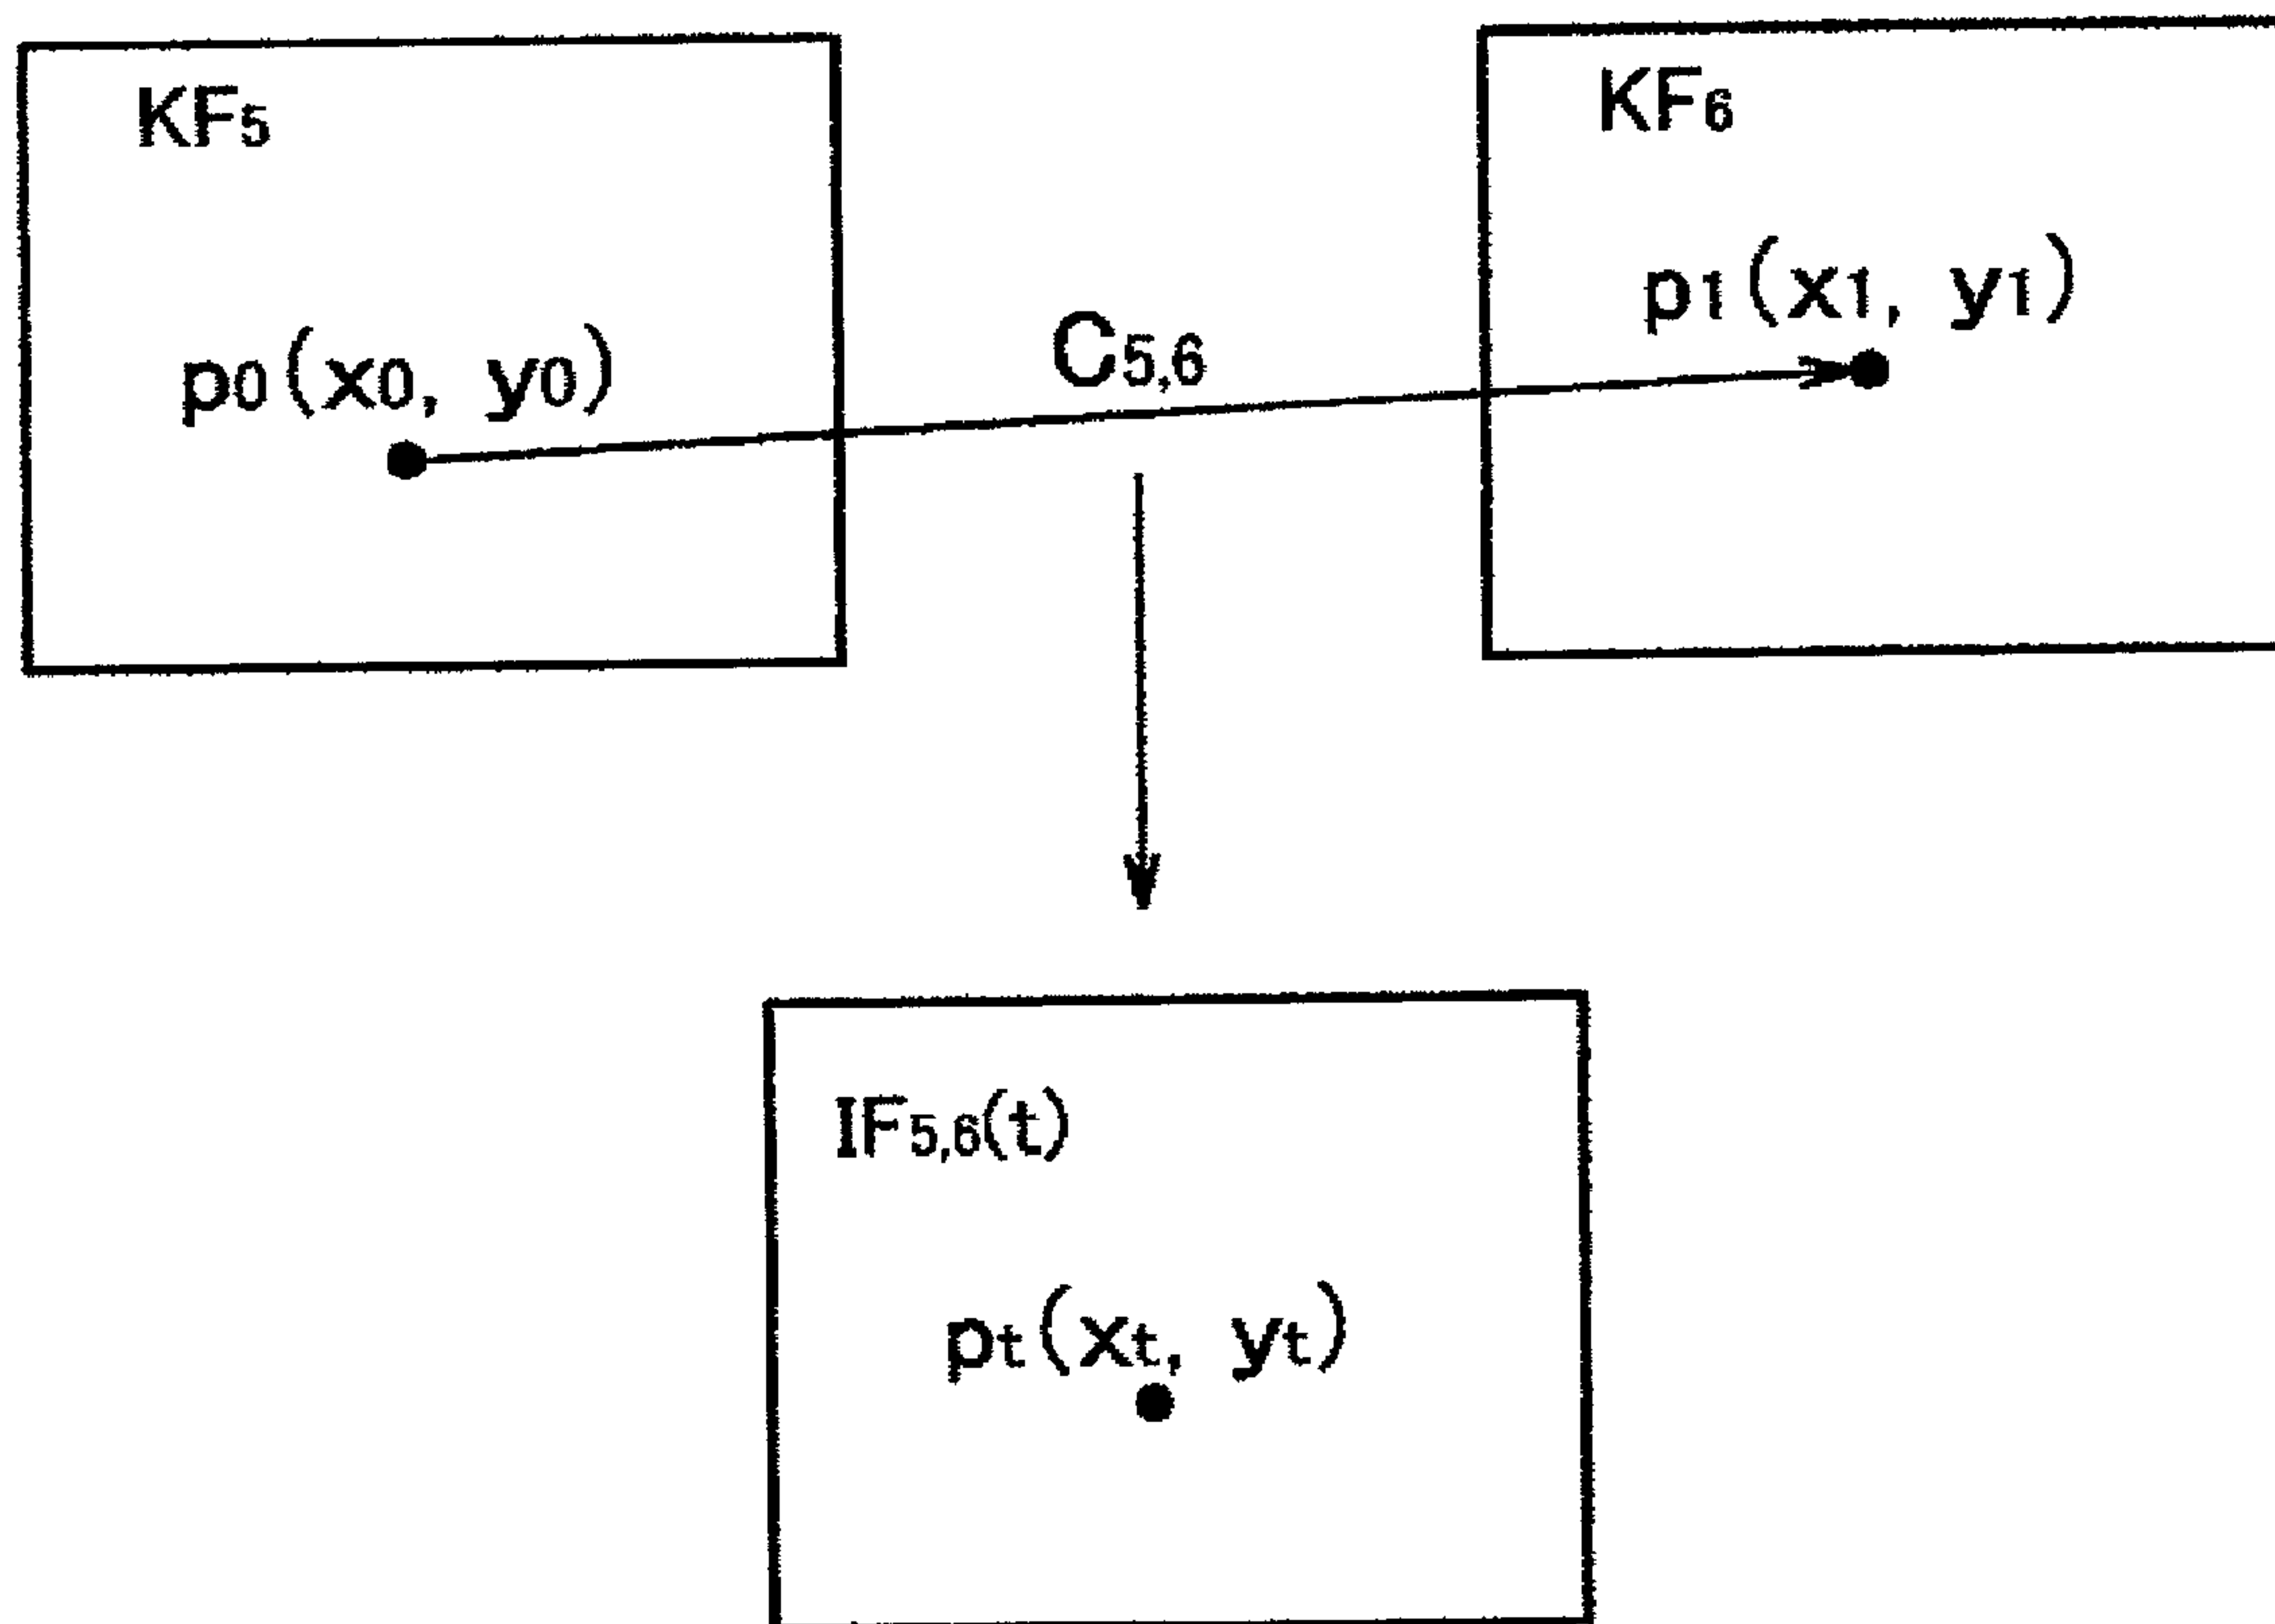 KF5
KF6
p0(x0, y0)
C5,6
p1(x1, y1)
IF5,6(t)
pt(xt, yt)